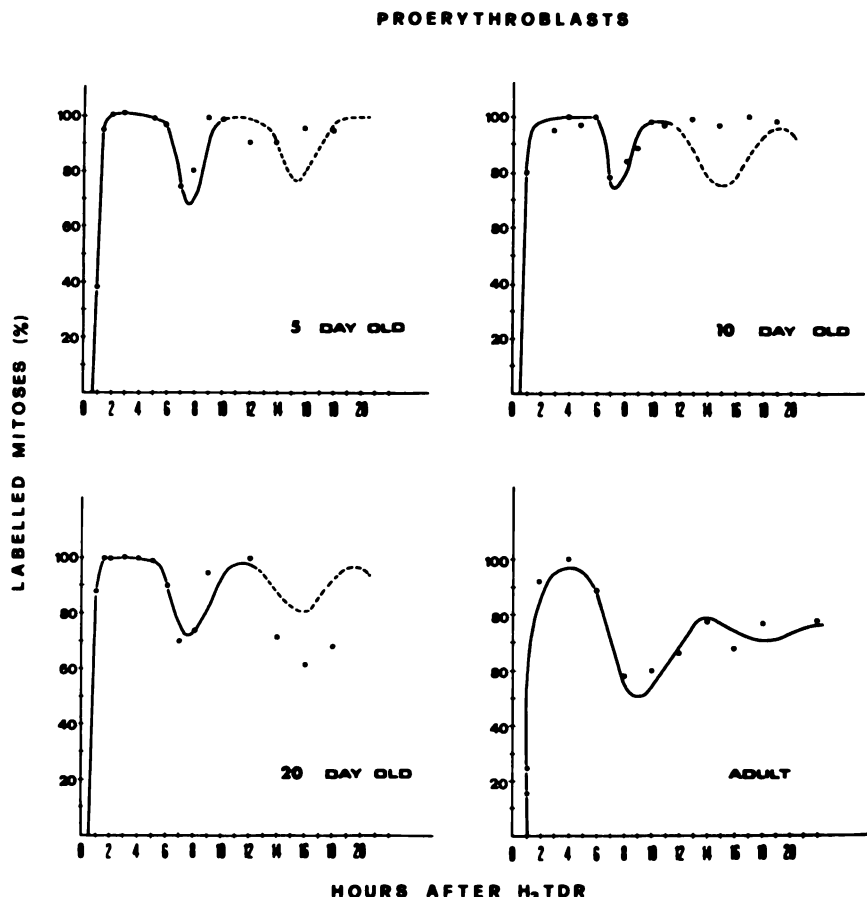 PROERYTHROBLASTS
LABELLED MITOSES (%)
100
80
60
40
20
5 DAY OLD
0 2 4 6 8 10 12 14 16 18 20
100
80
60
40
20
10 DAY OLD
0 2 4 6 8 10 12 14 16 18 20
100
80
60
40
20
20 DAY OLD
0 2 4 6 8 10 12 14 16 18 20
100
80
60
40
20
ADULT
0 2 4 6 8 10 12 14 16 18 20
HOURS AFTER H₃TDR